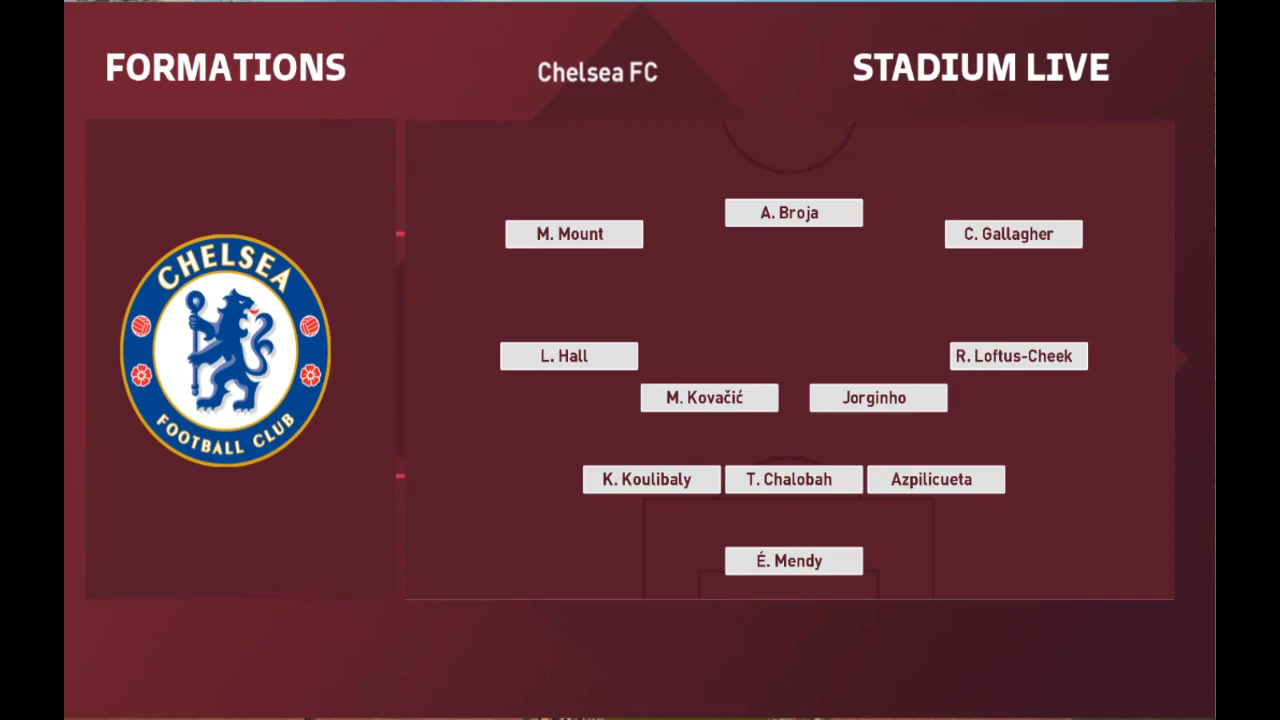 FORMATIONS
Chelsea FC
STADIUM LIVE
A. Broja
M. Mount
C. Gallagher
L. Hall
R. Loftus-Cheek
M. Kovačić
Jorginho
K. Koulibaly
T. Chalobah
Azpilicueta
É. Mendy
CHELSEA
FOOTBALL CLUB